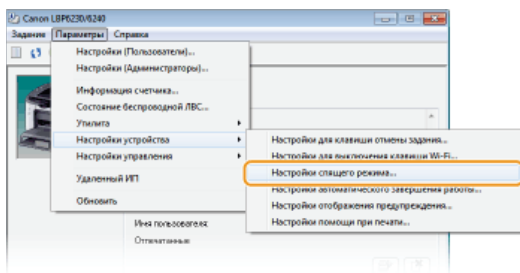 Canon LBP6230/6240
Задание Параметры Справка
Настройки (Пользователи)...
Настройки (Администраторы)...
Информация счетчика...
Состояние беспроводной ЛВС...
Утилита
Настройки устройства
Настройки управления
Удаленный ИП
Обновить
Настройки для клавиши отмены задания...
Настройки для выключения клавиши Wi-Fi...
Настройки спящего режима...
Настройки автоматического завершения работы...
Настройки отображения предупреждения...
Настройки помощи при печати...
Имя пользователя:
Отпечатанные